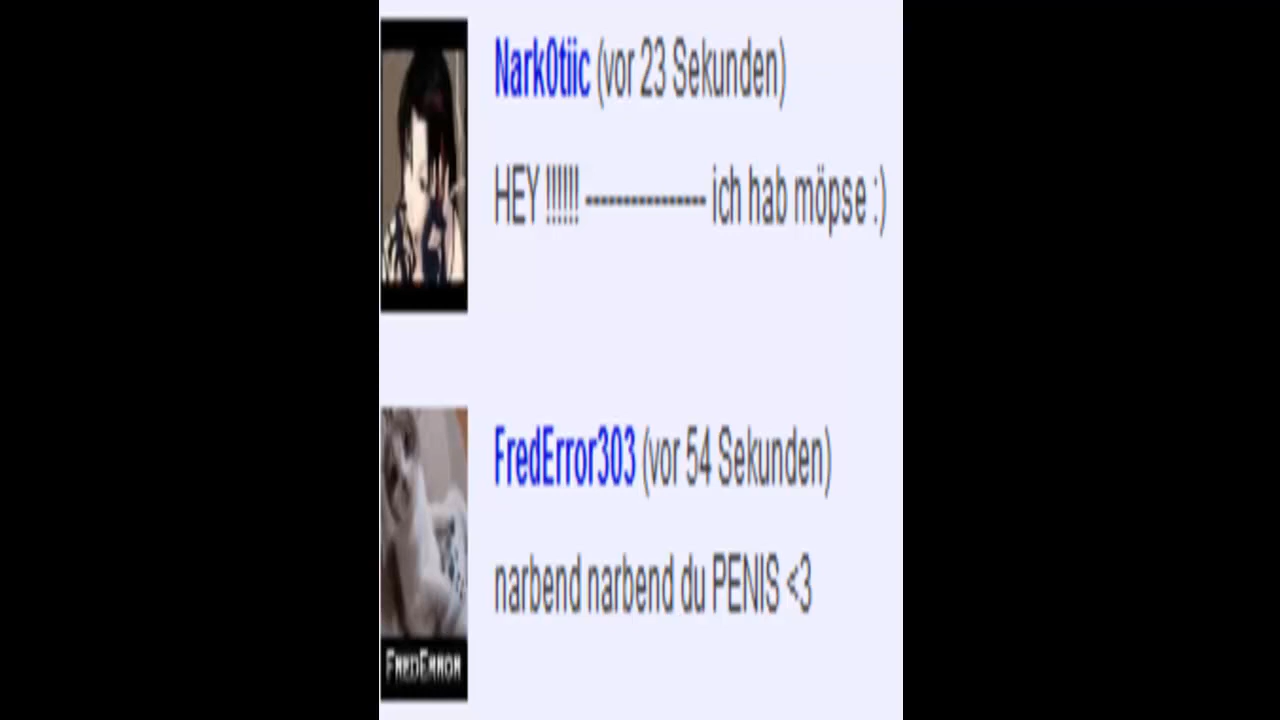 Nark0tiic (vor 23 Sekunden)
HEY !!!!!! ---------------- ich hab möpse :)
FredError303 (vor 54 Sekunden)
narbend narbend du PENIS <3
FREDERROR